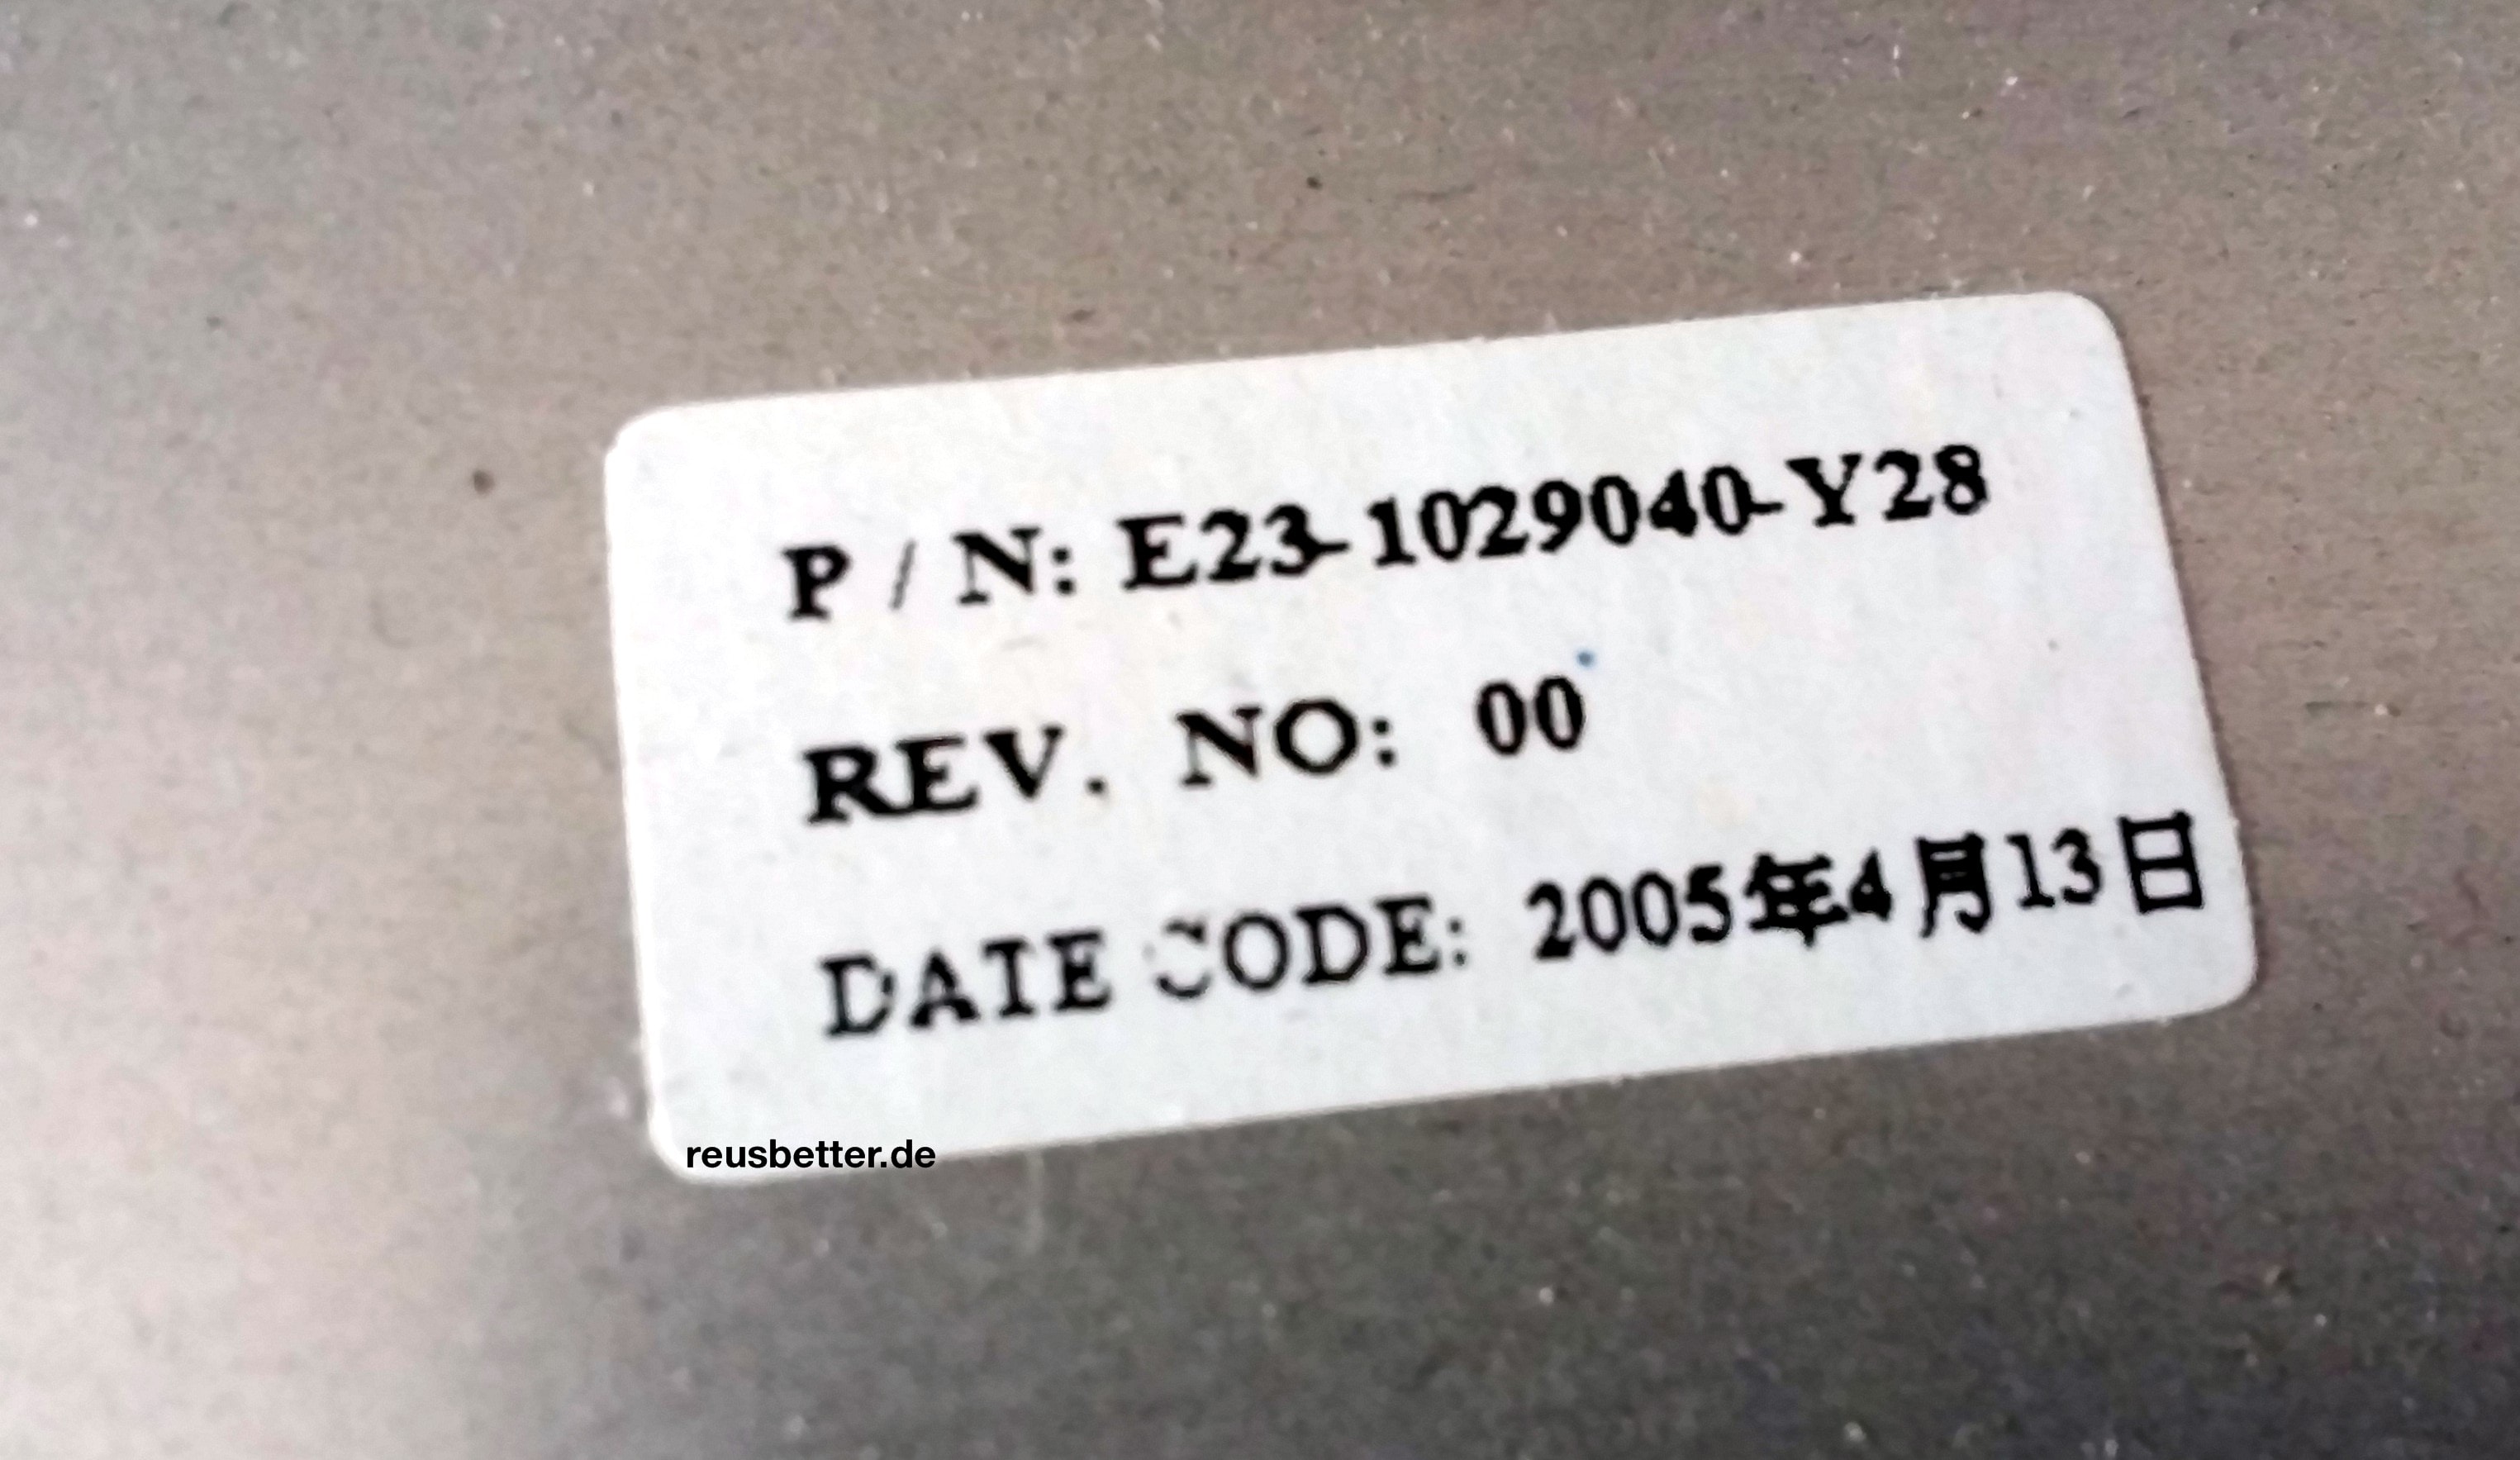 P / N: E23-1029040-Y28
REV. NO: 00
DATE CODE: 2005年4月13日
reusbetter.de